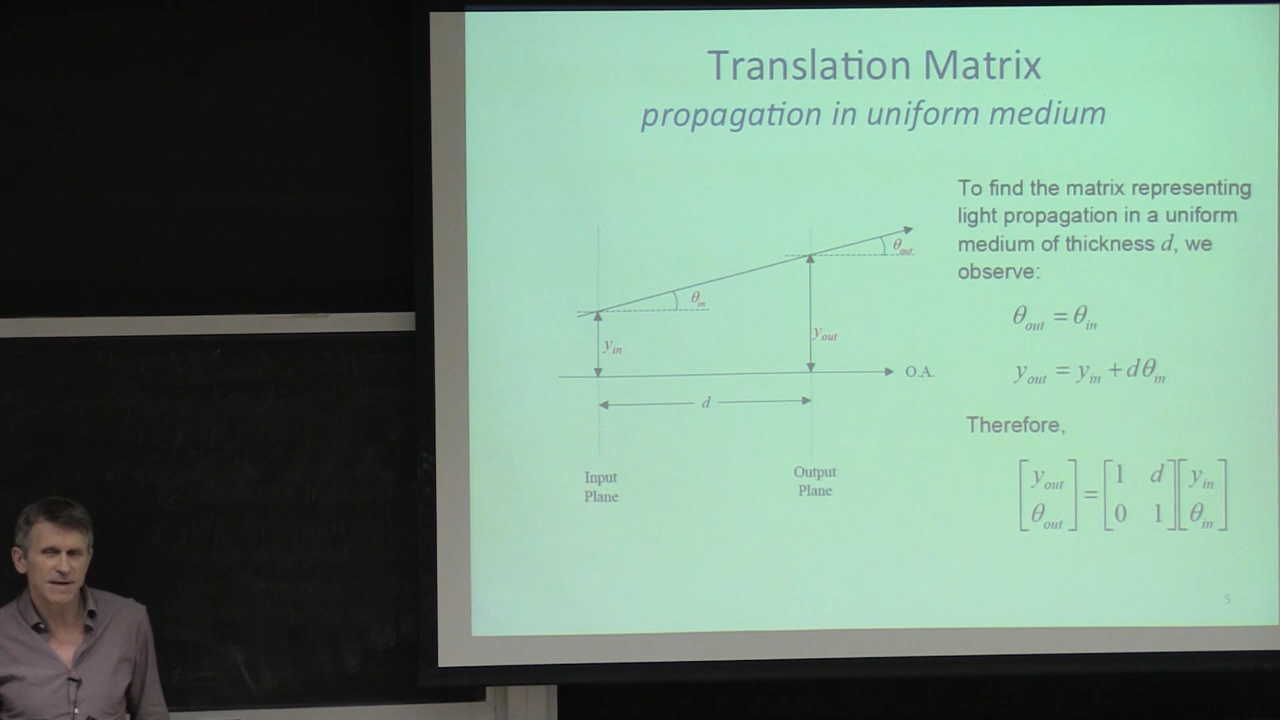 Translation Matrix
propagation in uniform medium
To find the matrix representing
light propagation in a uniform
medium of thickness d, we
observe:
θout = θin
yout = yin + dθin
Therefore,
[yout θout] = [1 d 0 1] [yin θin]
θout
θin
yin
yout
O.A.
d
Input
Plane
Output
Plane
5